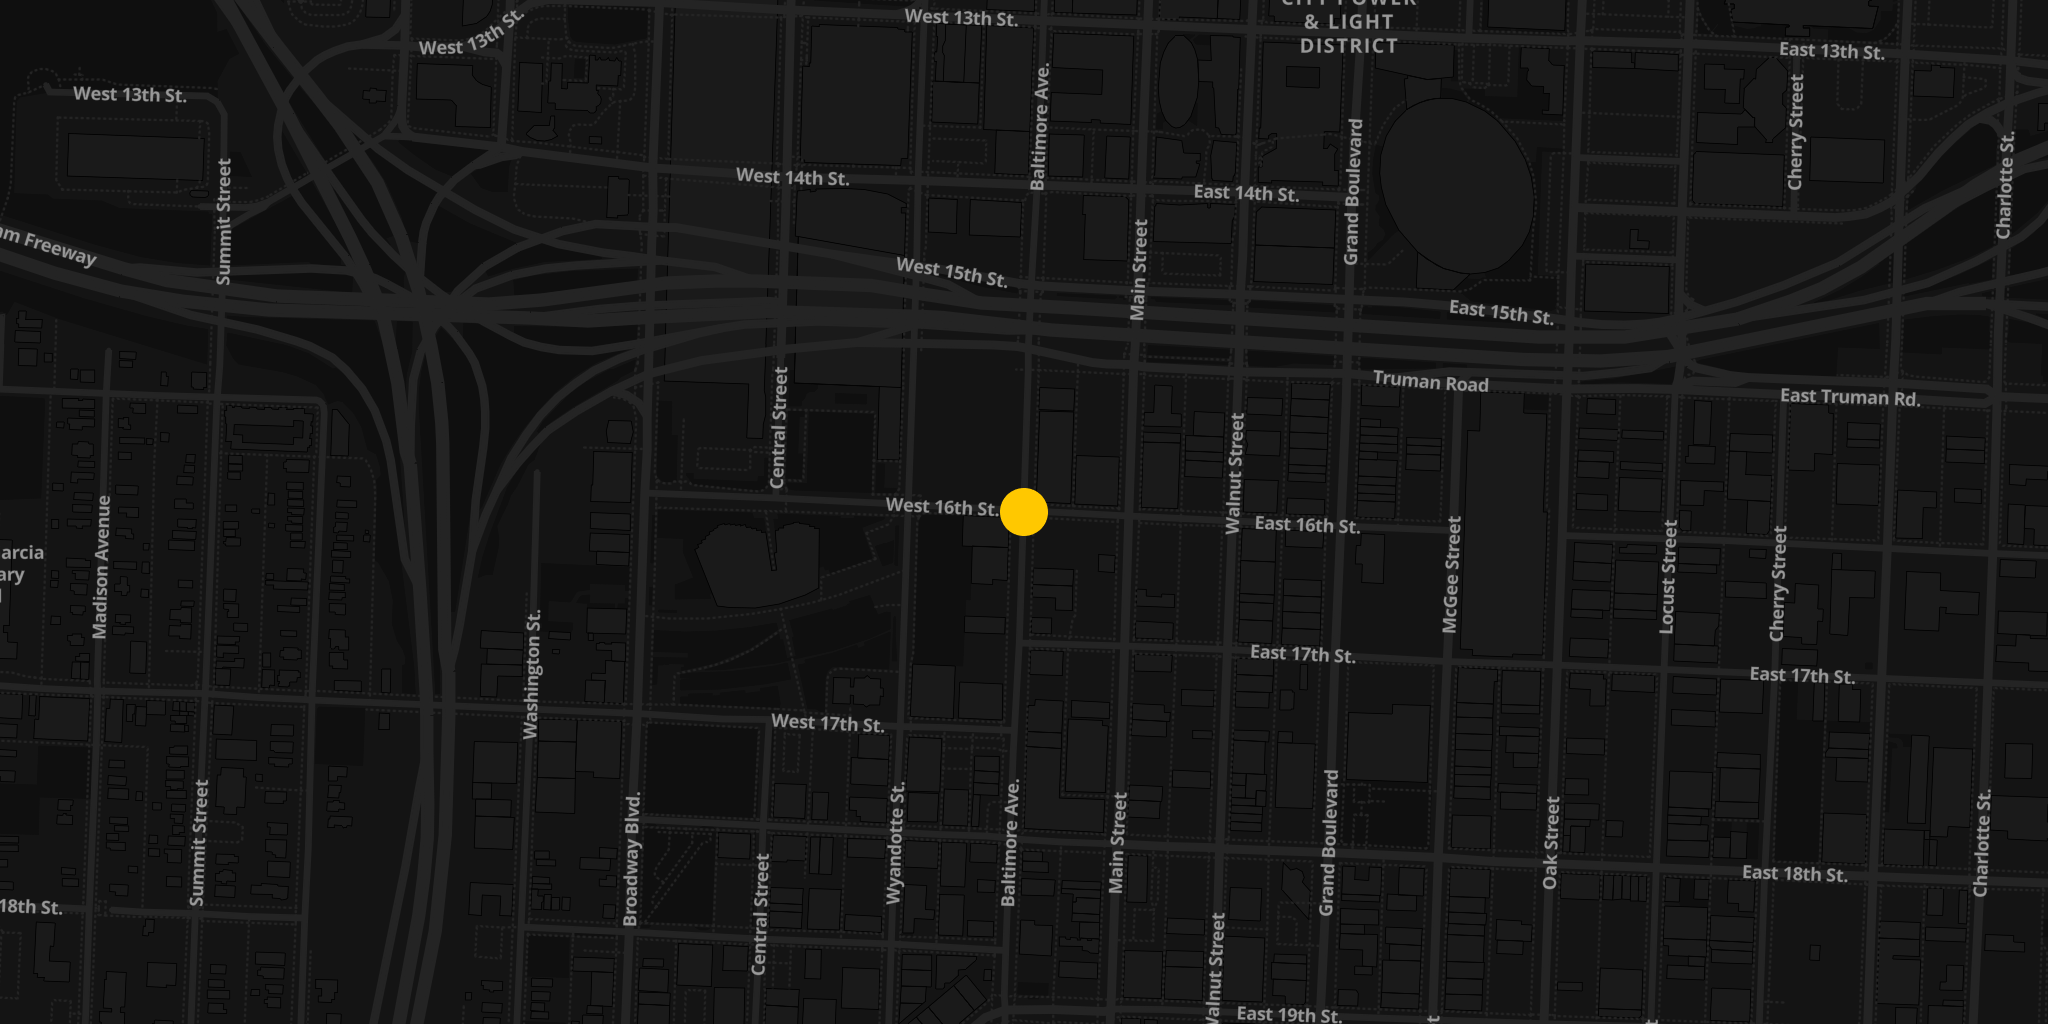 CITY POWER
& LIGHT
DISTRICT
West 13th St.
West 13th St.
East 13th St.
West 13th St.
Baltimore Ave.
Cherry Street
Charlotte St.
Grand Boulevard
Summit Street
West 14th St.
East 14th St.
Main Street
Freeway
West 15th St.
East 15th St.
Truman Road
East Truman Rd.
Central Street
Walnut Street
West 16th St.
East 16th St.
Madison Avenue
McGee Street
Locust Street
Cherry Street
Washington St.
East 17th St.
East 17th St.
West 17th St.
Summit Street
Broadway Blvd.
Wyandotte St.
Baltimore Ave.
Main Street
Grand Boulevard
Oak Street
Charlotte St.
East 18th St.
18th St.
Central Street
Walnut Street
East 19th St.